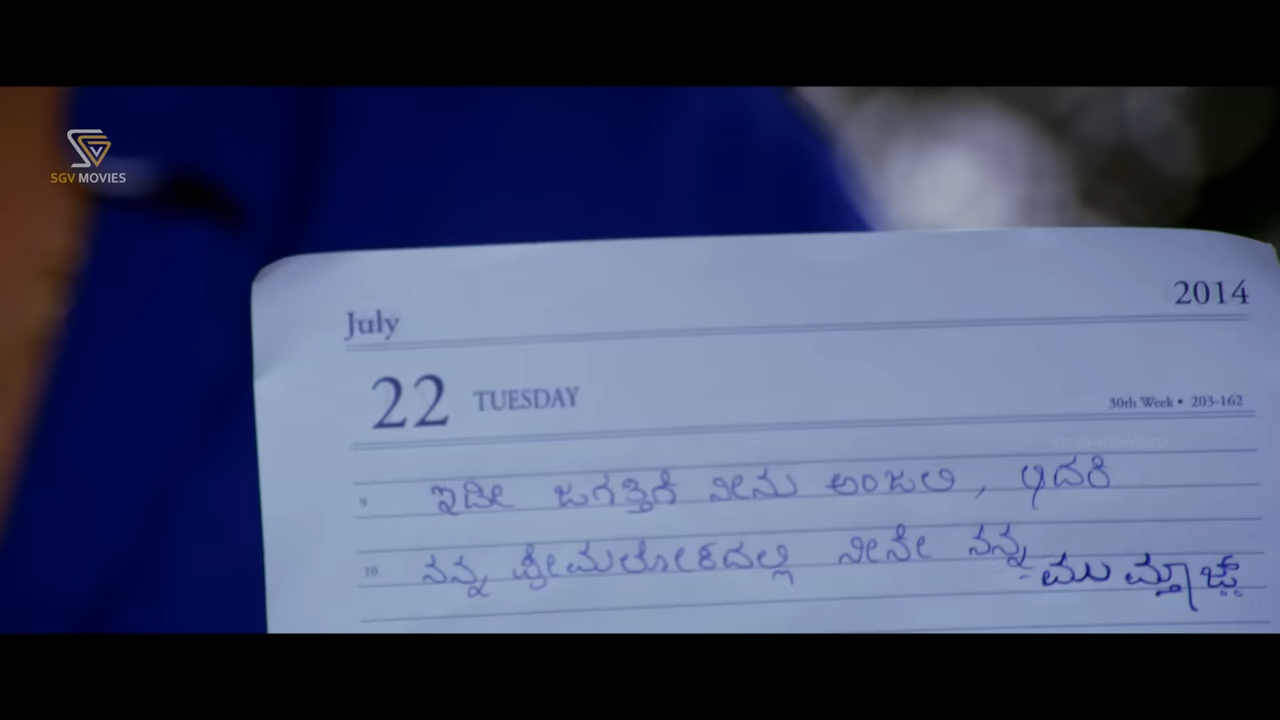 SGV MOVIES
July 2014
22 TUESDAY
30th Week • 203-162
9 ಇಡೀ ಜಗತ್ತಿಗೆ ನೀನು ಅಂಜಲಿ, ಆದರೆ
10 ನನ್ನ ಪ್ರೇಮಲೋಕದಲ್ಲಿ ನೀನೇ ನನ್ನ
- ಮುಮ್ತಾಜ್